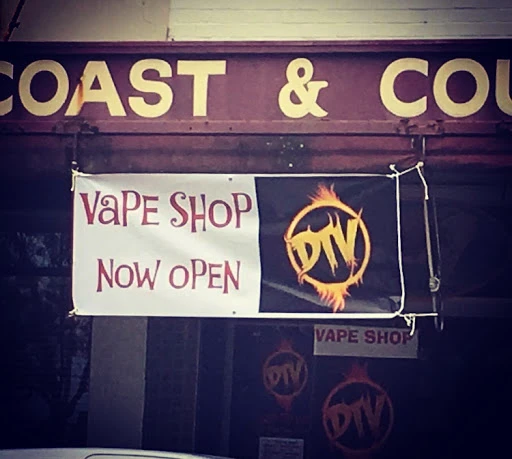 COAST & COU
VAPE SHOP
NOW OPEN
DTV
VAPE SHOP
DTV
DTV